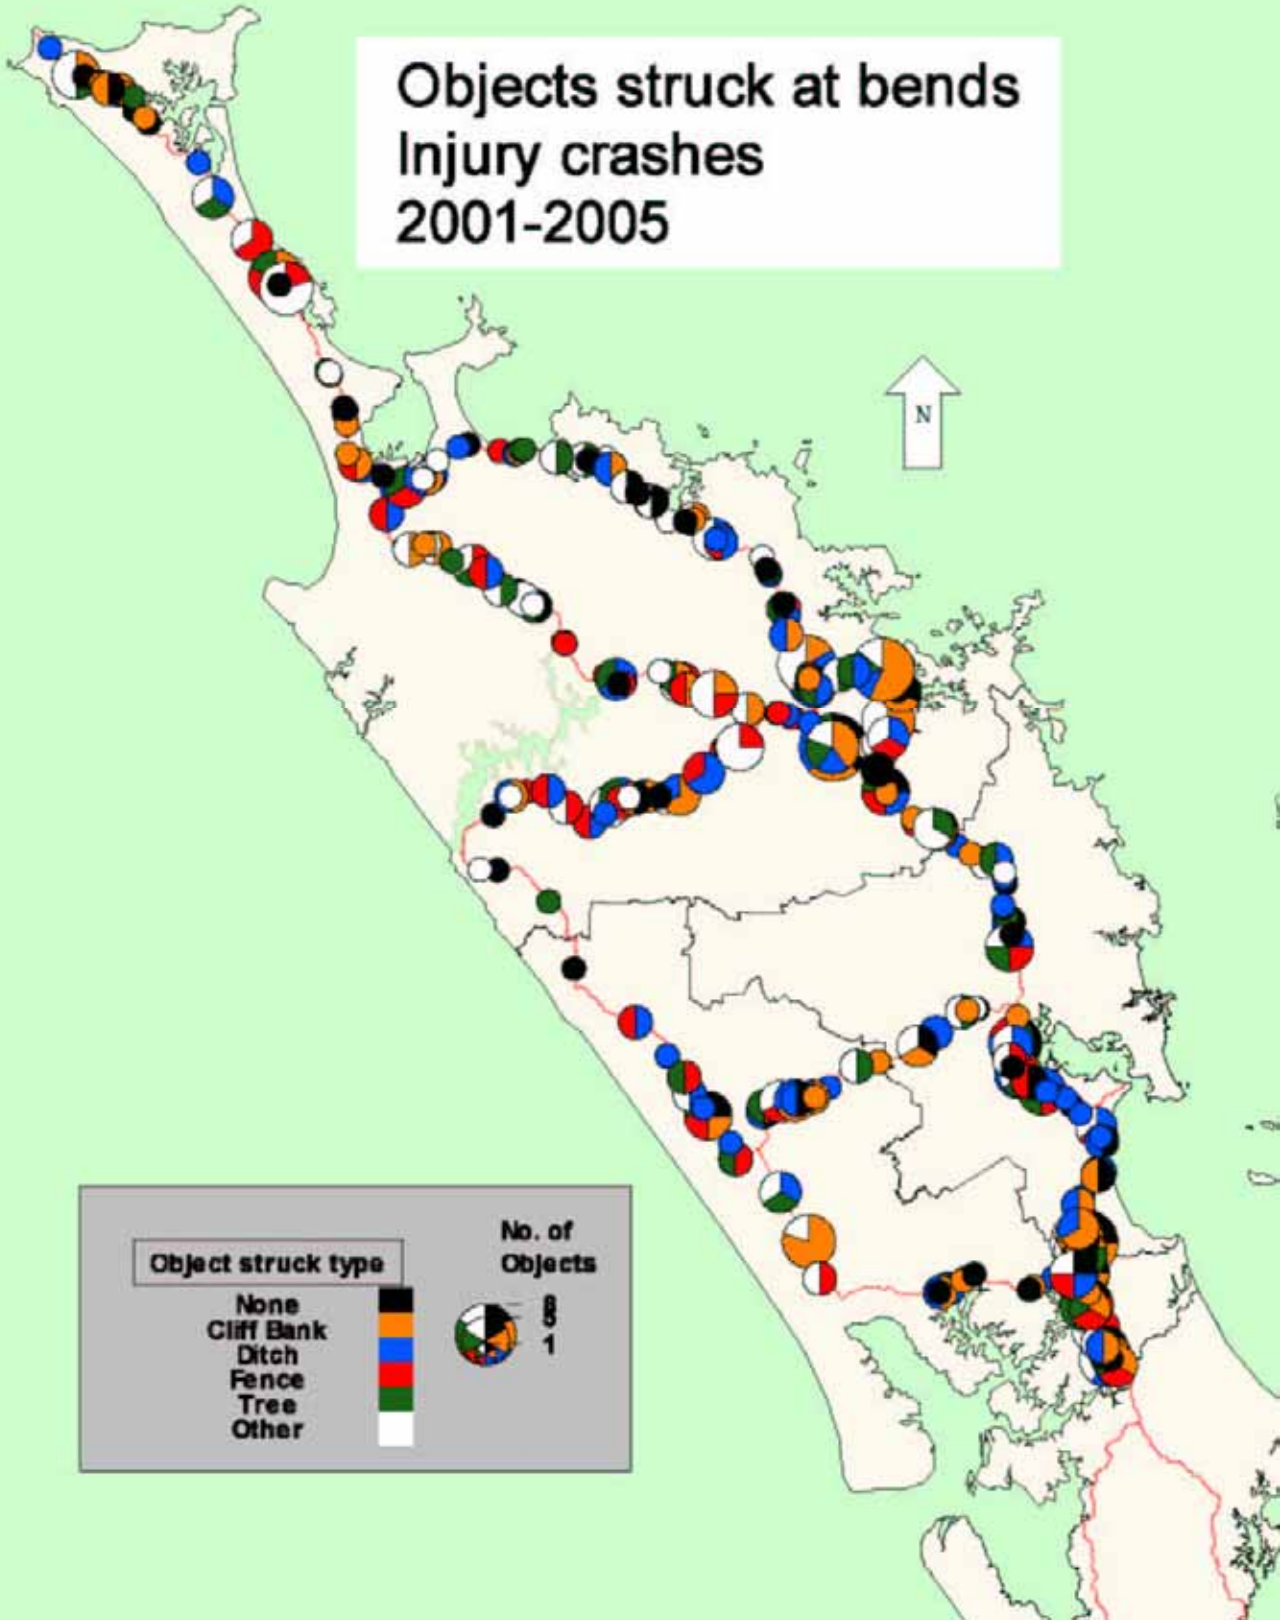 Objects struck at bends
Injury crashes
2001-2005
N
No. of
Objects
Object struck type
None
Cliff Bank
Ditch
Fence
Tree
Other
5
1